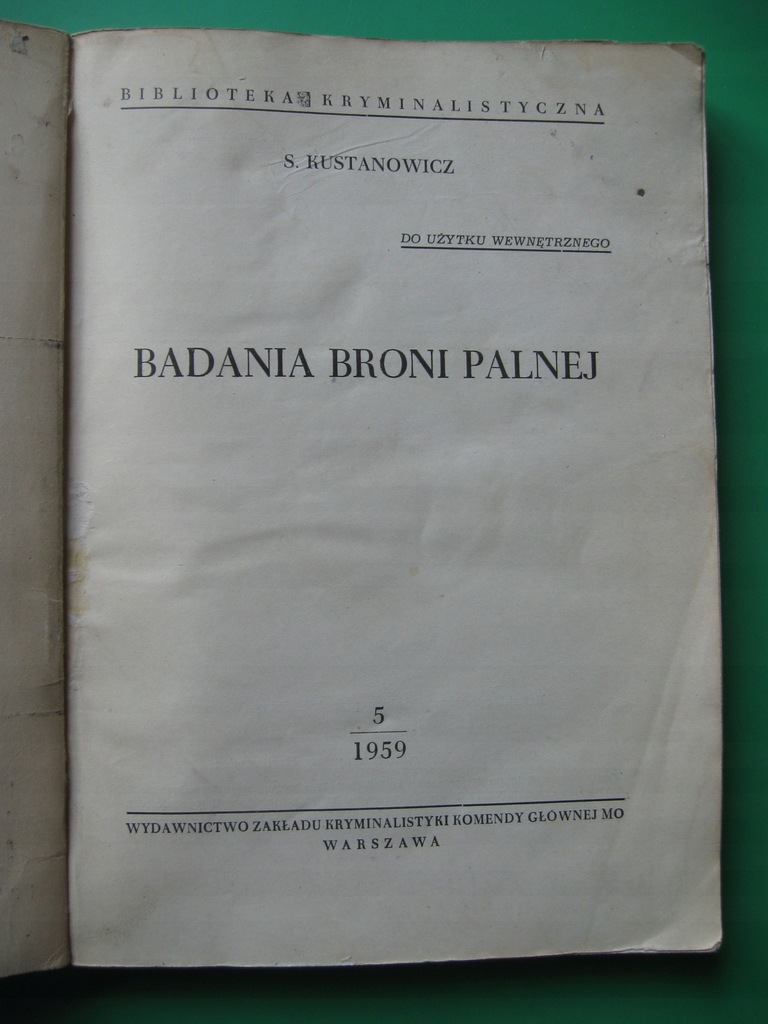 BIBLIOTEKA KRYMINALISTYCZNA
S. KUSTANOWICZ
DO UŻYTKU WEWNĘTRZNEGO
BADANIA BRONI PALNEJ
5
1959
WYDAWNICTWO ZAKŁADU KRYMINALISTYKI KOMENDY GŁÓWNEJ MO
WARSZAWA